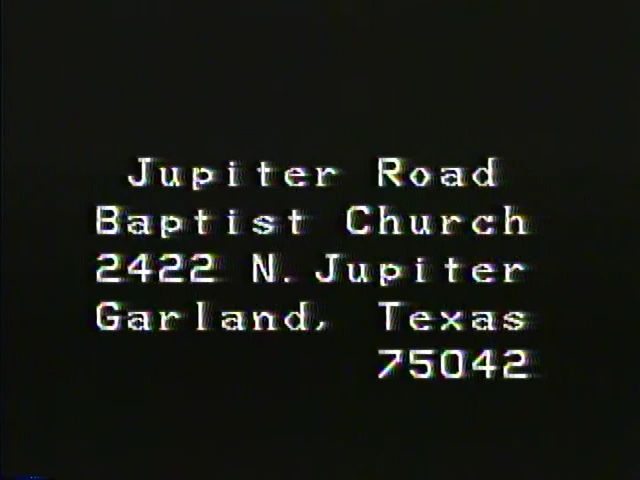 Jupiter Road
Baptist Church
2422 N. Jupiter
Garland, Texas
75042